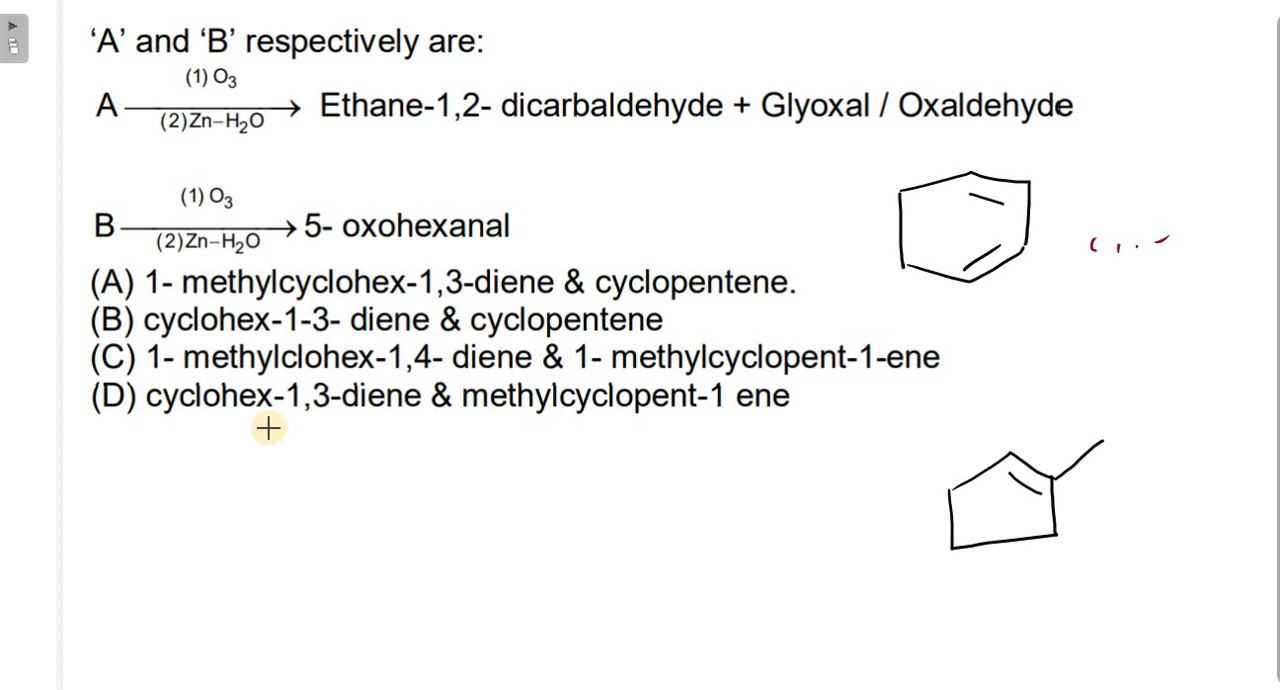 ‘A’ and ‘B’ respectively are:
(1) O₃
A → Ethane-1,2- dicarbaldehyde + Glyoxal / Oxaldehyde
(2)Zn–H₂O
(1) O₃
B → 5- oxohexanal
(2)Zn–H₂O
(A) 1- methylcyclohex-1,3-diene & cyclopentene.
(B) cyclohex-1-3- diene & cyclopentene
(C) 1- methylclohex-1,4- diene & 1- methylcyclopent-1-ene
(D) cyclohex-1,3-diene & methylcyclopent-1 ene